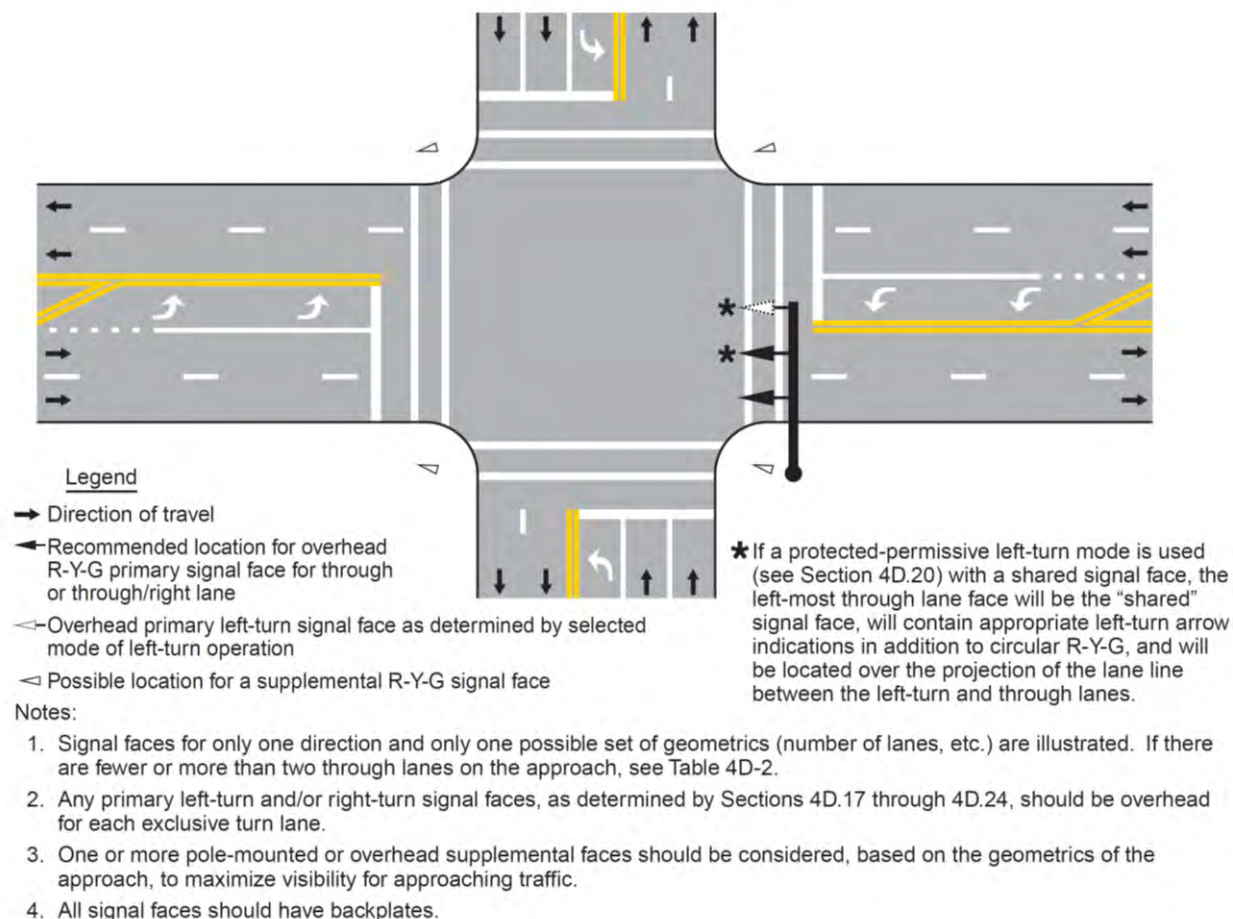 Legend
Direction of travel
Recommended location for overhead
R-Y-G primary signal face for through
or through/right lane
Overhead primary left-turn signal face as determined by selected
mode of left-turn operation
Possible location for a supplemental R-Y-G signal face
* If a protected-permissive left-turn mode is used
(see Section 4D.20) with a shared signal face, the
left-most through lane face will be the “shared”
signal face, will contain appropriate left-turn arrow
indications in addition to circular R-Y-G, and will
be located over the projection of the lane line
between the left-turn and through lanes.
Notes:
1. Signal faces for only one direction and only one possible set of geometrics (number of lanes, etc.) are illustrated. If there
are fewer or more than two through lanes on the approach, see Table 4D-2.
2. Any primary left-turn and/or right-turn signal faces, as determined by Sections 4D.17 through 4D.24, should be overhead
for each exclusive turn lane.
3. One or more pole-mounted or overhead supplemental faces should be considered, based on the geometrics of the
approach, to maximize visibility for approaching traffic.
4. All signal faces should have backplates.